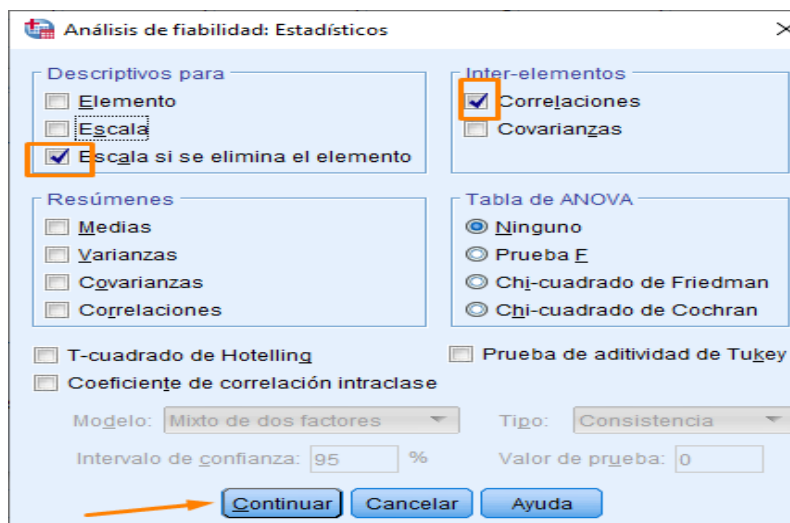 Análisis de fiabilidad: Estadísticos
Descriptivos para
Elemento
Escala
Escala si se elimina el elemento
Inter-elementos
Correlaciones
Covarianzas
Resúmenes
Medias
Varianzas
Covarianzas
Correlaciones
Tabla de ANOVA
Ninguno
Prueba F
Chi-cuadrado de Friedman
Chi-cuadrado de Cochran
T-cuadrado de Hotelling
Prueba de aditividad de Tukey
Coeficiente de correlación intraclase
Modelo: Mixto de dos factores
Tipo: Consistencia
Intervalo de confianza: 95 %
Valor de prueba: 0
Continuar
Cancelar
Ayuda